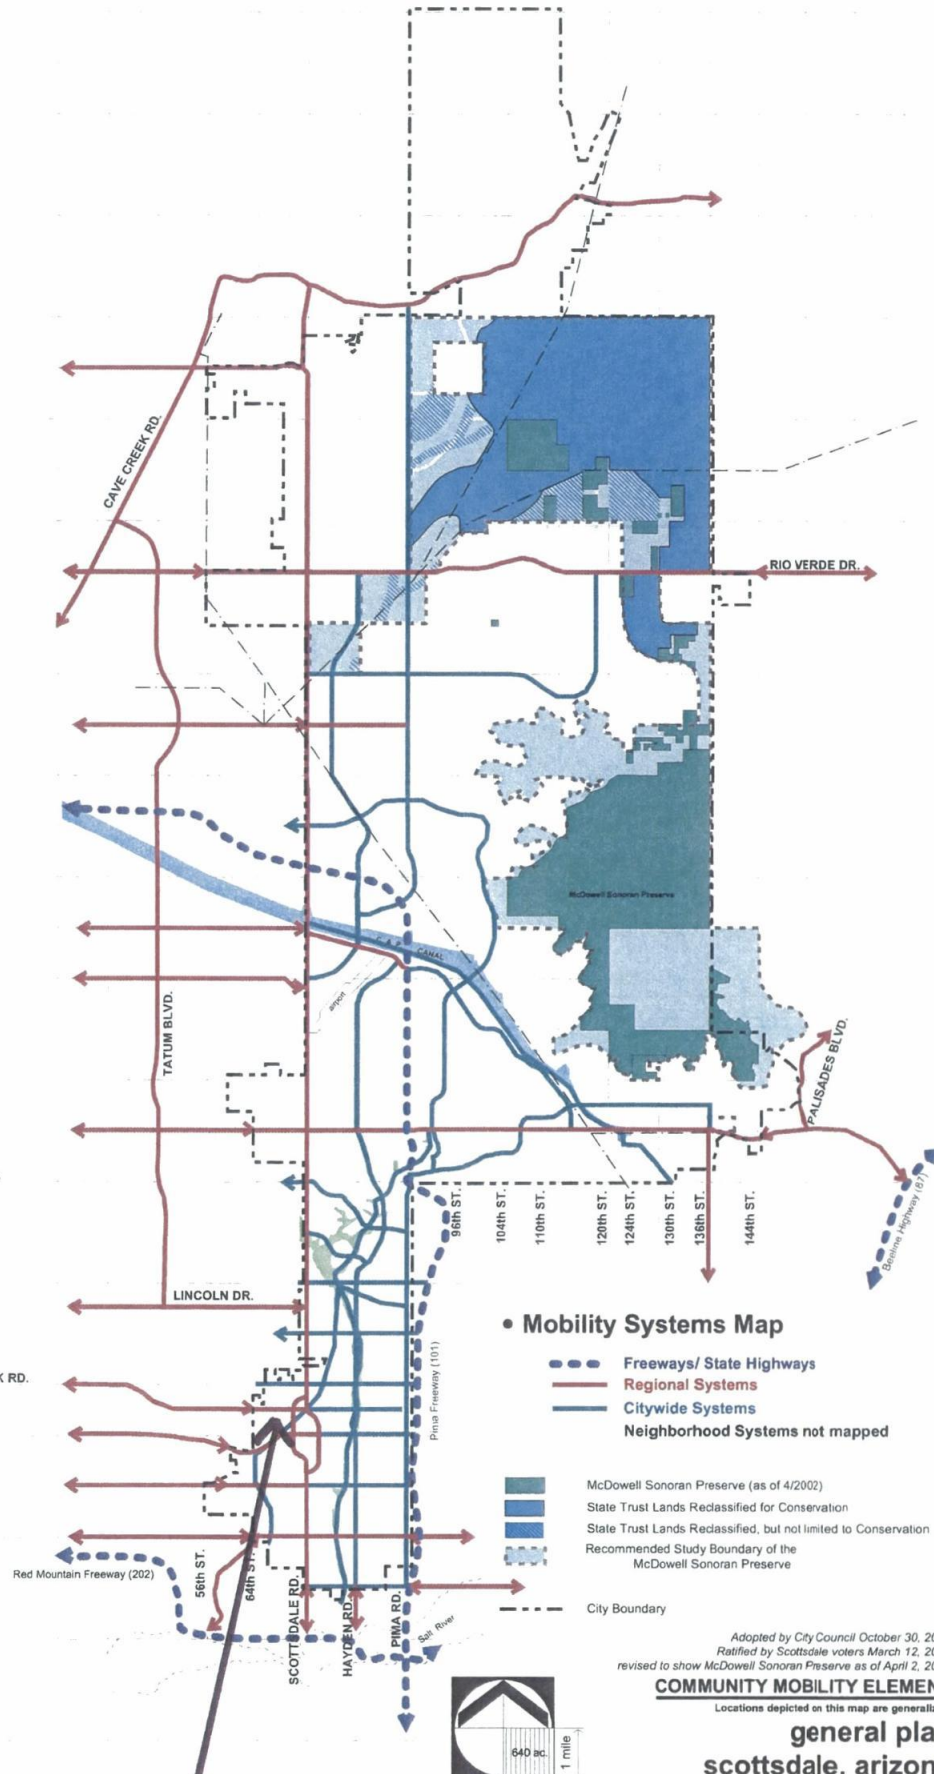 CAVE CREEK RD.
RIO VERDE DR.
McDowell Sonoran Preserve
C.A.P. CANAL
airport
TATUM BLVD.
PALISADES BLVD.
Beeline Highway (87)
96th ST.
104th ST.
110th ST.
120th ST.
124th ST.
130th ST.
136th ST.
144th ST.
LINCOLN DR.
• Mobility Systems Map
Freeways/ State Highways
Regional Systems
Citywide Systems
Neighborhood Systems not mapped
K RD.
Pima Freeway (101)
McDowell Sonoran Preserve (as of 4/2002)
State Trust Lands Reclassified for Conservation
State Trust Lands Reclassified, but not limited to Conservation
Recommended Study Boundary of the
McDowell Sonoran Preserve
City Boundary
Red Mountain Freeway (202)
56th ST.
64th ST.
SCOTTSDALE RD.
HAYDEN RD.
PIMA RD.
Salt River
Adopted by City Council October 30, 20
Ratified by Scottsdale voters March 12, 20
revised to show McDowell Sonoran Preserve as of April 2, 20
COMMUNITY MOBILITY ELEMEN
Locations depicted on this map are generaliz
general pla
scottsdale, arizon
640 ac.
1 mile